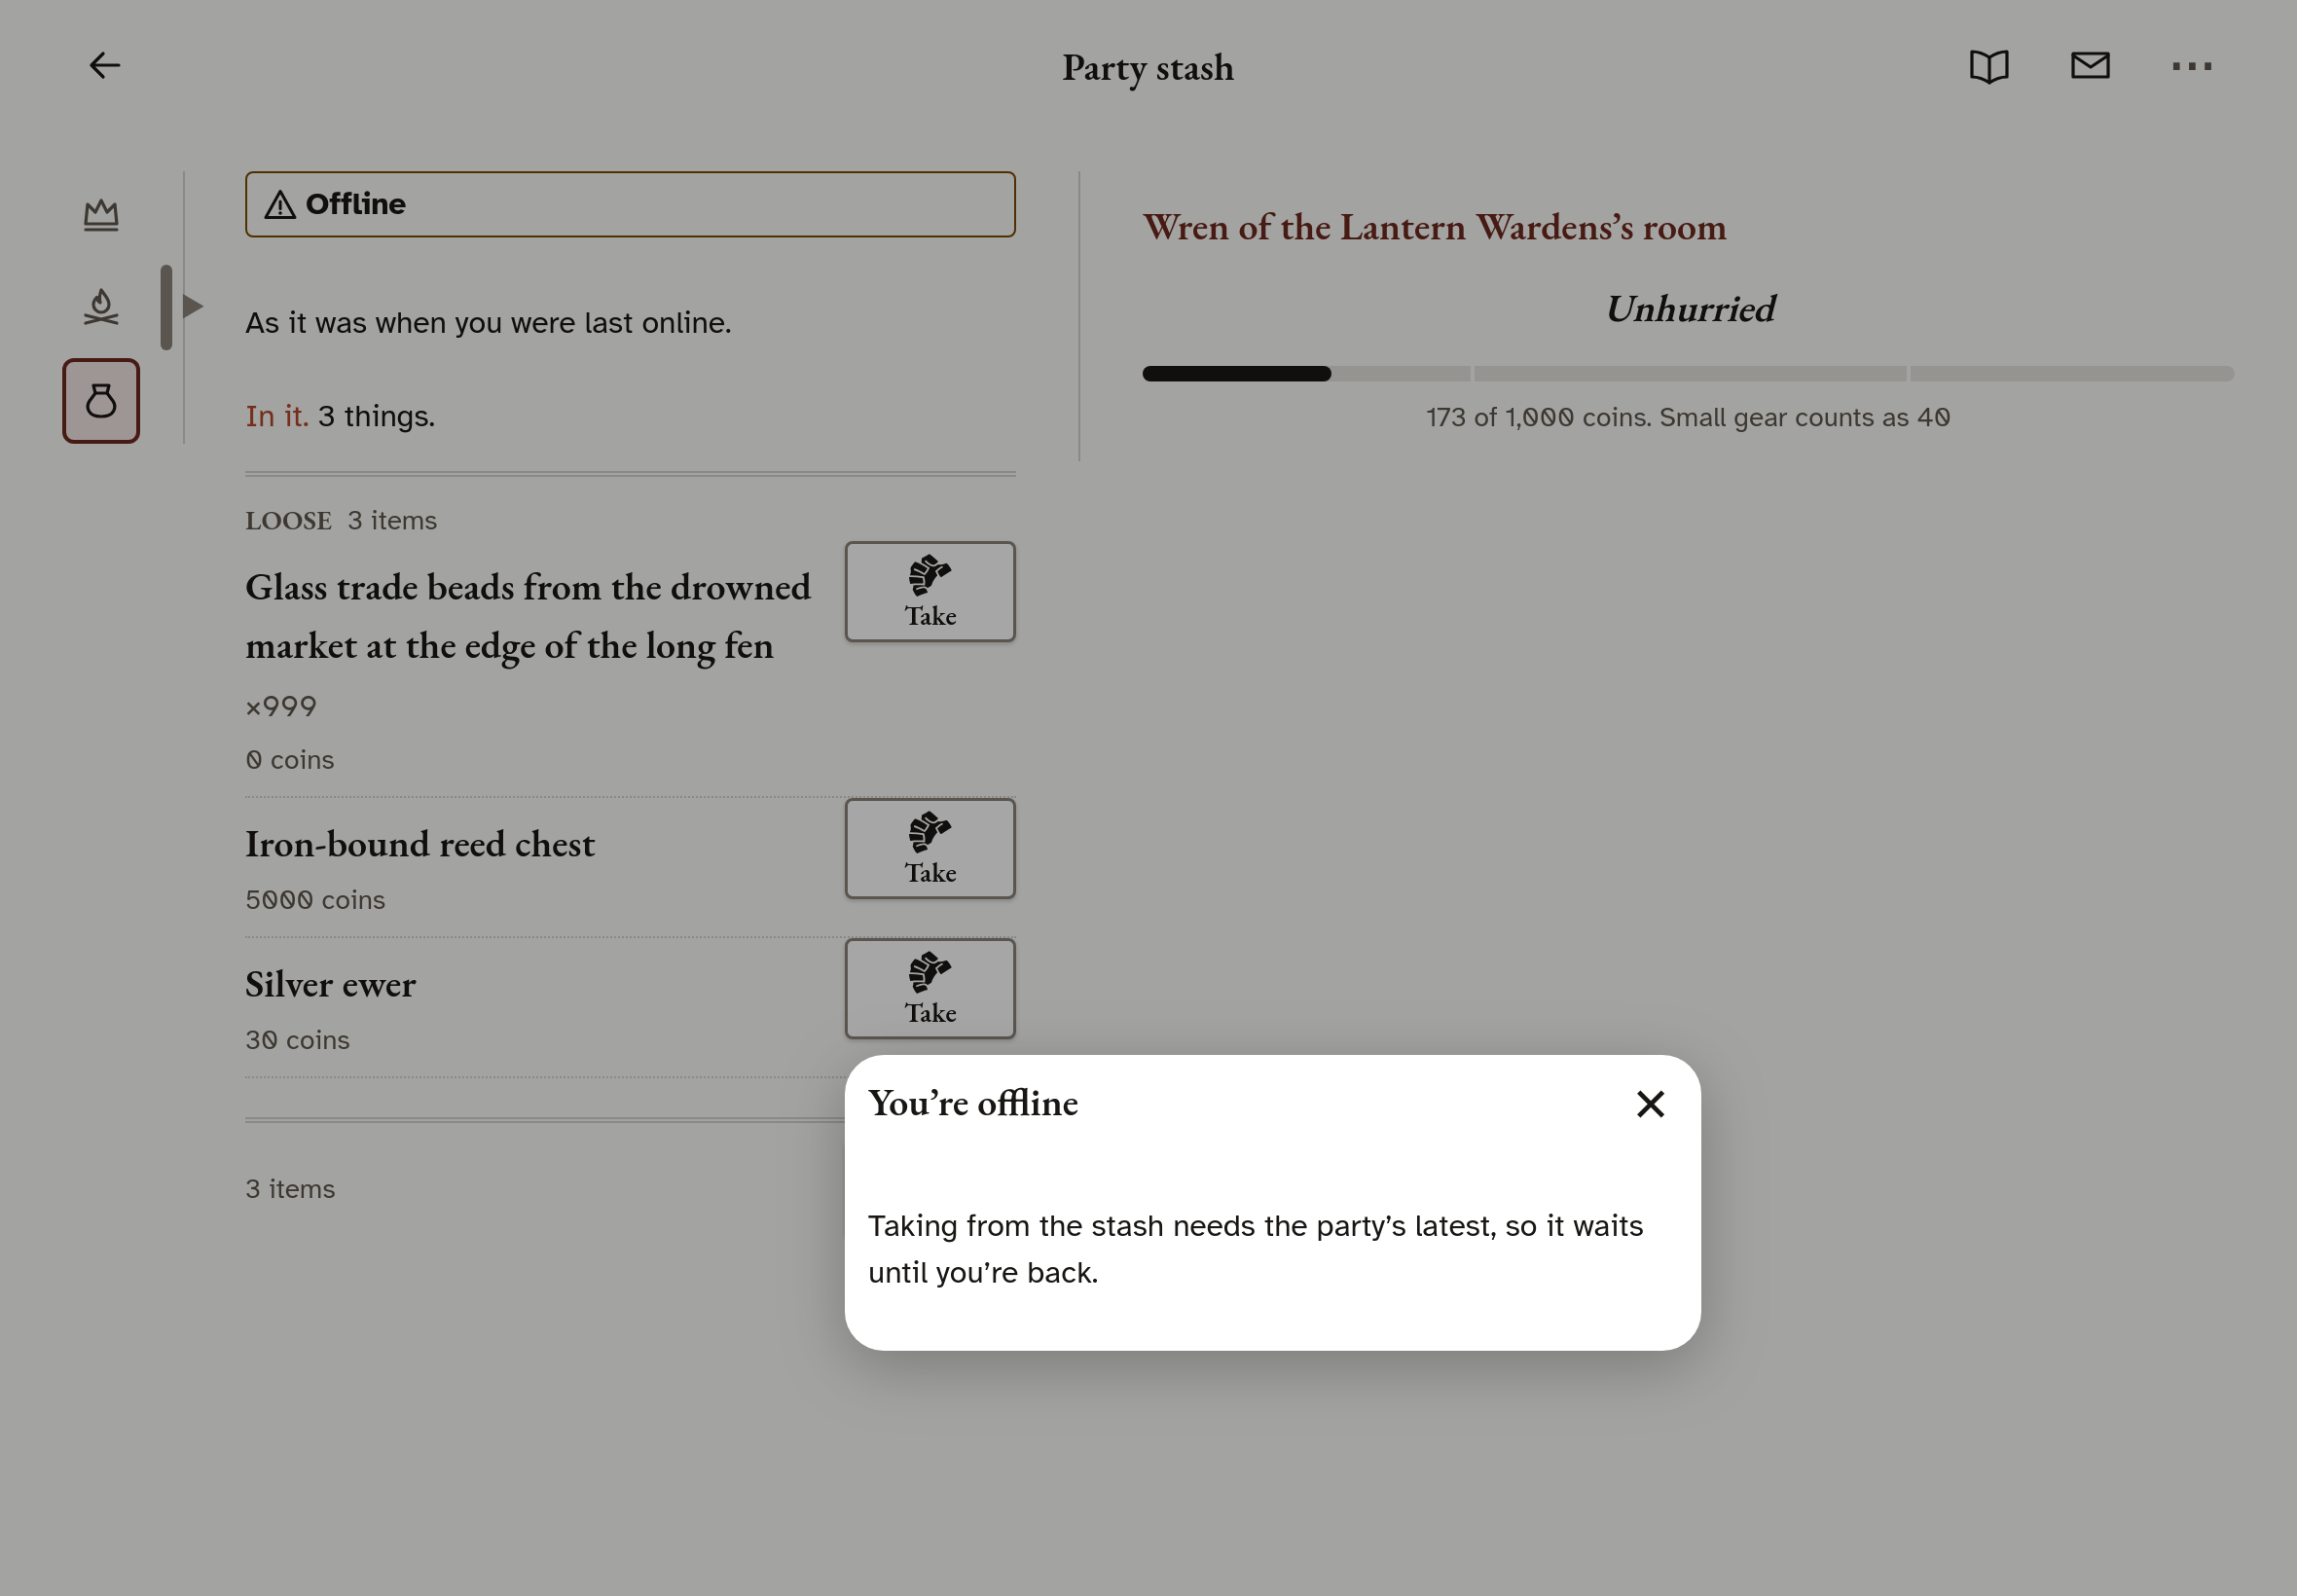 Party stash
Offline
As it was when you were last online.
In it. 3 things.
LOOSE 3 items
Glass trade beads from the drowned
market at the edge of the long fen
×999
0 coins
Take
Iron-bound reed chest
5000 coins
Take
Silver ewer
30 coins
Take
3 items
Wren of the Lantern Wardens’s room
Unhurried
173 of 1,000 coins. Small gear counts as 40
You’re offline
Taking from the stash needs the party’s latest, so it waits
until you’re back.